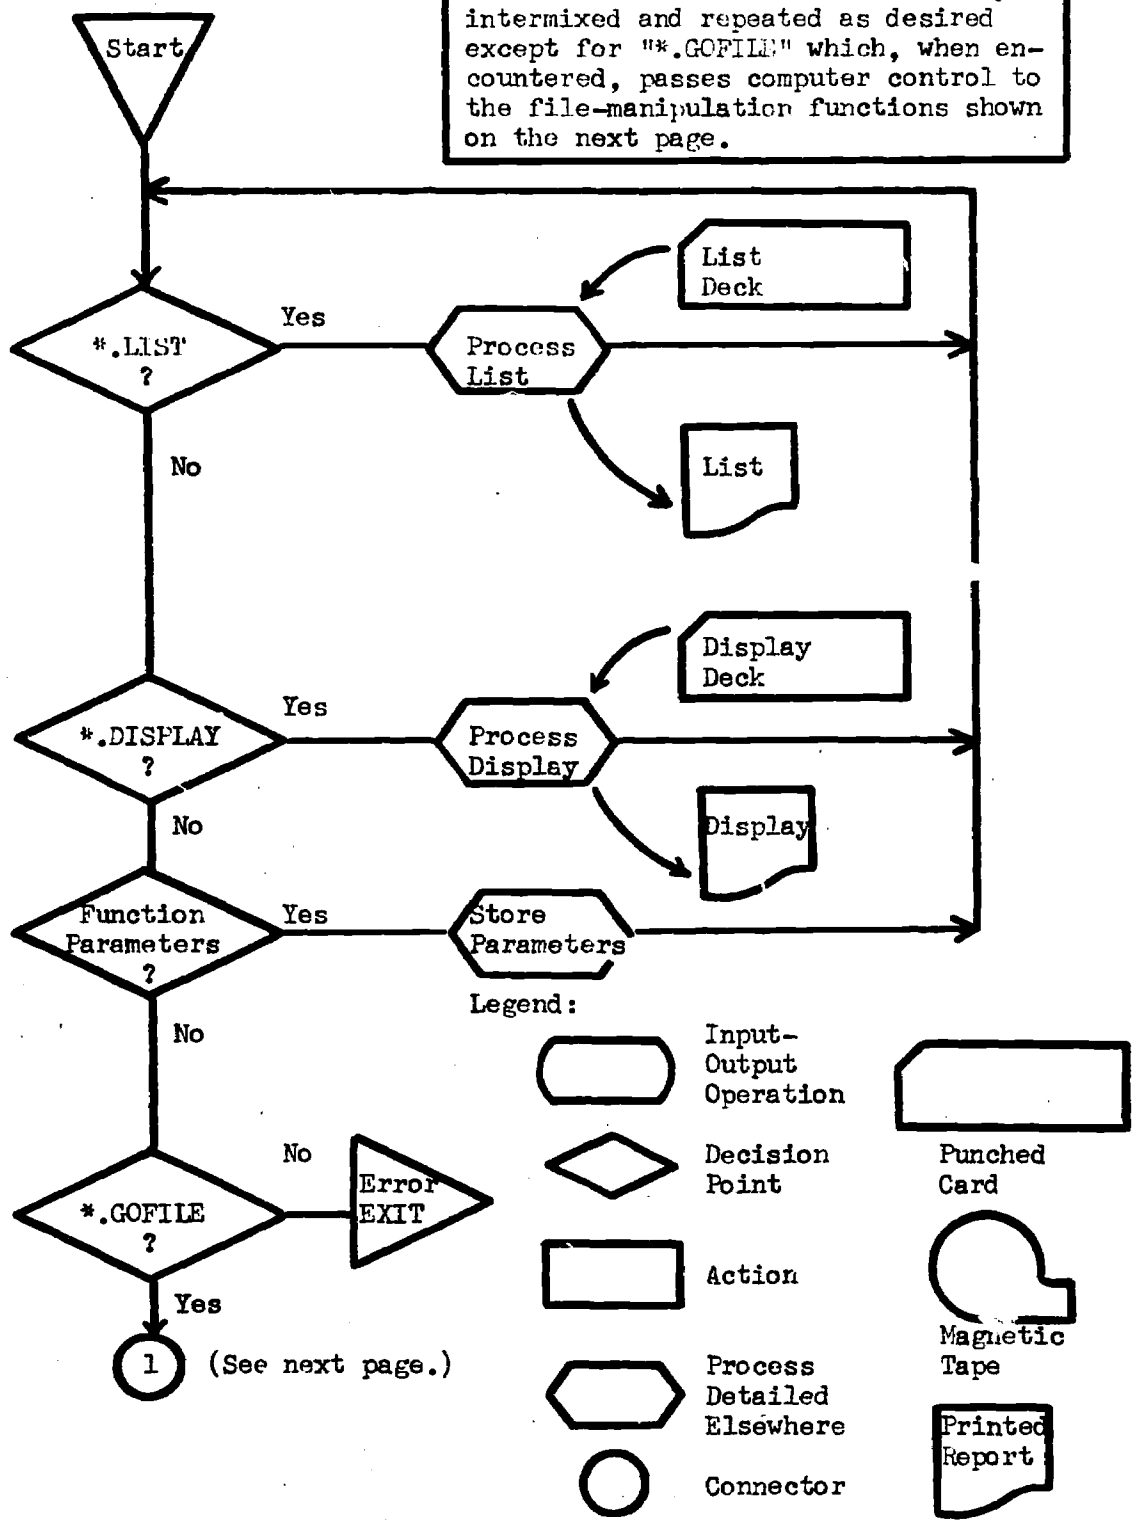 intermixed and repeated as desired
except for "*.GOFILE" which, when en-
countered, passes computer control to
the file-manipulation functions shown
on the next page.
Start
List
Deck
*.LIST
?
Yes
Process
List
No
List
Display
Deck
*.DISPLAY
?
Yes
Process
Display
No
Display
Function
Parameters
?
Yes
Store
Parameters
No
*.GOFILE
?
No
Error
EXIT
Yes
1
(See next page.)
Legend:
Input-
Output
Operation
Decision
Point
Action
Process
Detailed
Elsewhere
Connector
Punched
Card
Magnetic
Tape
Printed
Report